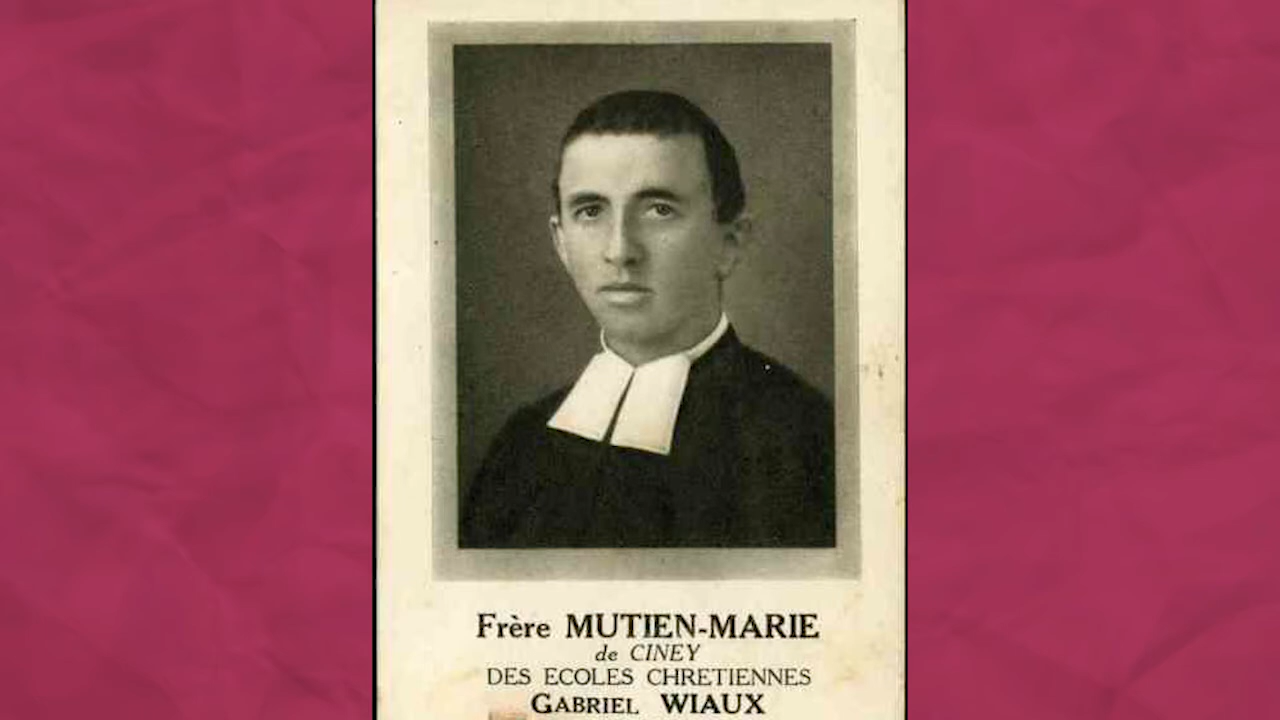 Frère MUTIEN-MARIE
de CINEY
DES ECOLES CHRETIENNES
GABRIEL WIAUX